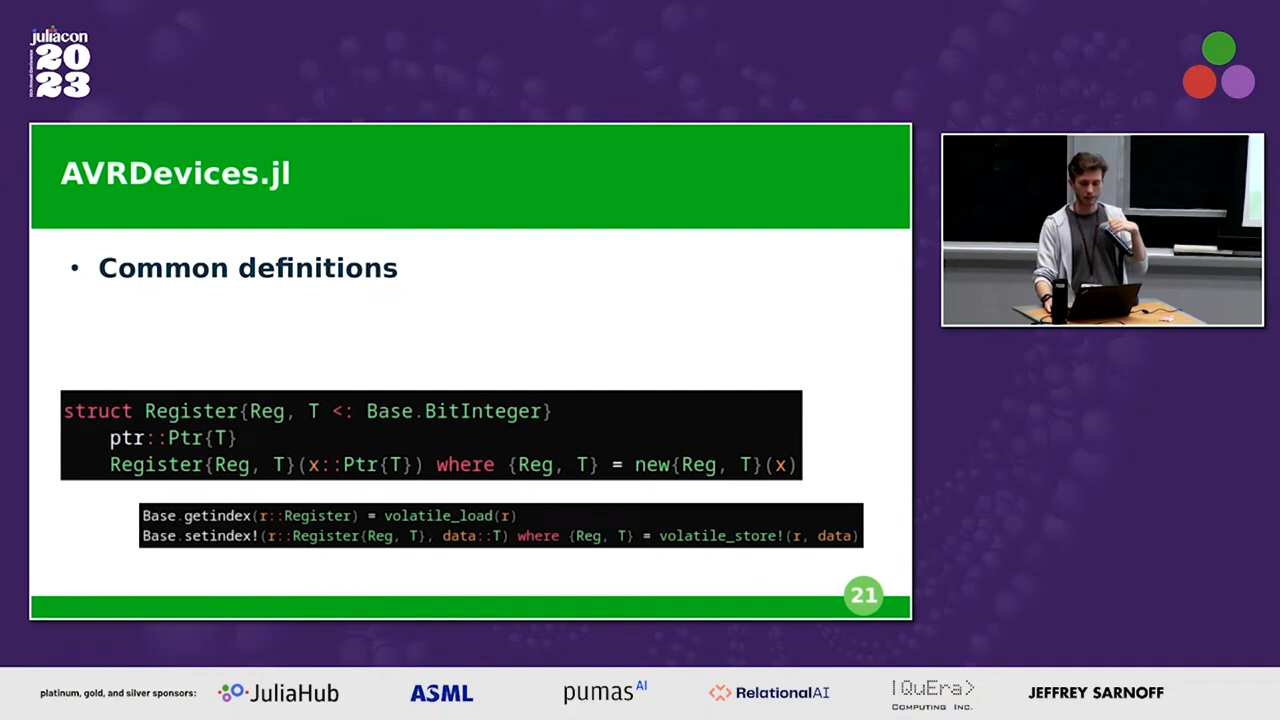 juliacon
20
23
AVRDevices.jl
• Common definitions
struct Register{Reg, T <: Base.BitInteger}
    ptr::Ptr{T}
    Register{Reg, T}(x::Ptr{T}) where {Reg, T} = new{Reg, T}(x)
Base.getindex(r::Register) = volatile_load(r)
Base.setindex!(r::Register{Reg, T}, data::T) where {Reg, T} = volatile_store!(r, data)
21
platinum, gold, and silver sponsors:
JuliaHub
ASML
pumasAI
RelationalAI
|QuEra>
COMPUTING INC.
JEFFREY SARNOFF